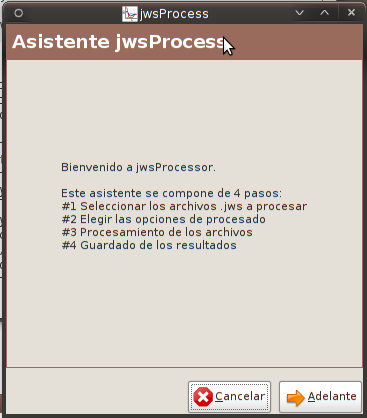 jwsProcess
Asistente jwsProcess
Bienvenido a jwsProcessor.
Este asistente se compone de 4 pasos:
#1 Seleccionar los archivos .jws a procesar
#2 Elegir las opciones de procesado
#3 Procesamiento de los archivos
#4 Guardado de los resultados
Cancelar
Adelante